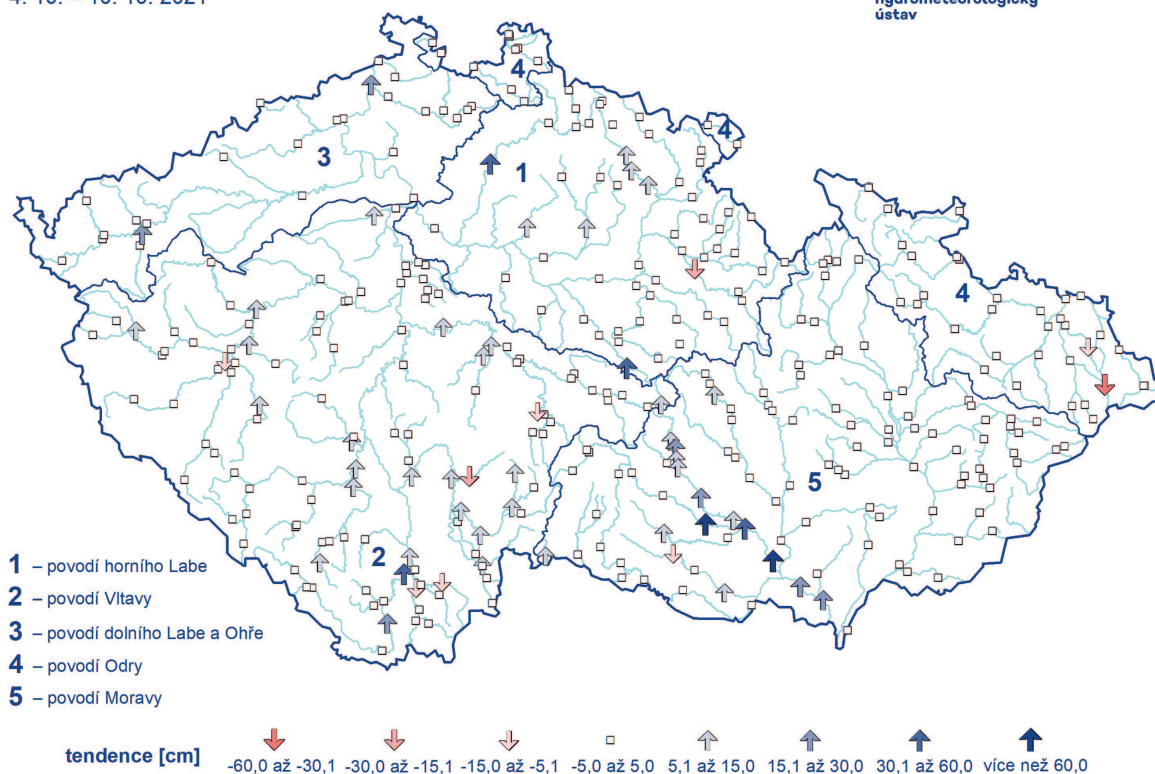 ústav
4
4
3
1
4
5
2
1 – povodí horního Labe
2 – povodí Vltavy
3 – povodí dolního Labe a Ohře
4 – povodí Odry
5 – povodí Moravy
tendence [cm]
-60,0 až -30,1 -30,0 až -15,1 -15,0 až -5,1 -5,0 až 5,0 5,1 až 15,0 15,1 až 30,0 30,1 až 60,0 více než 60,0